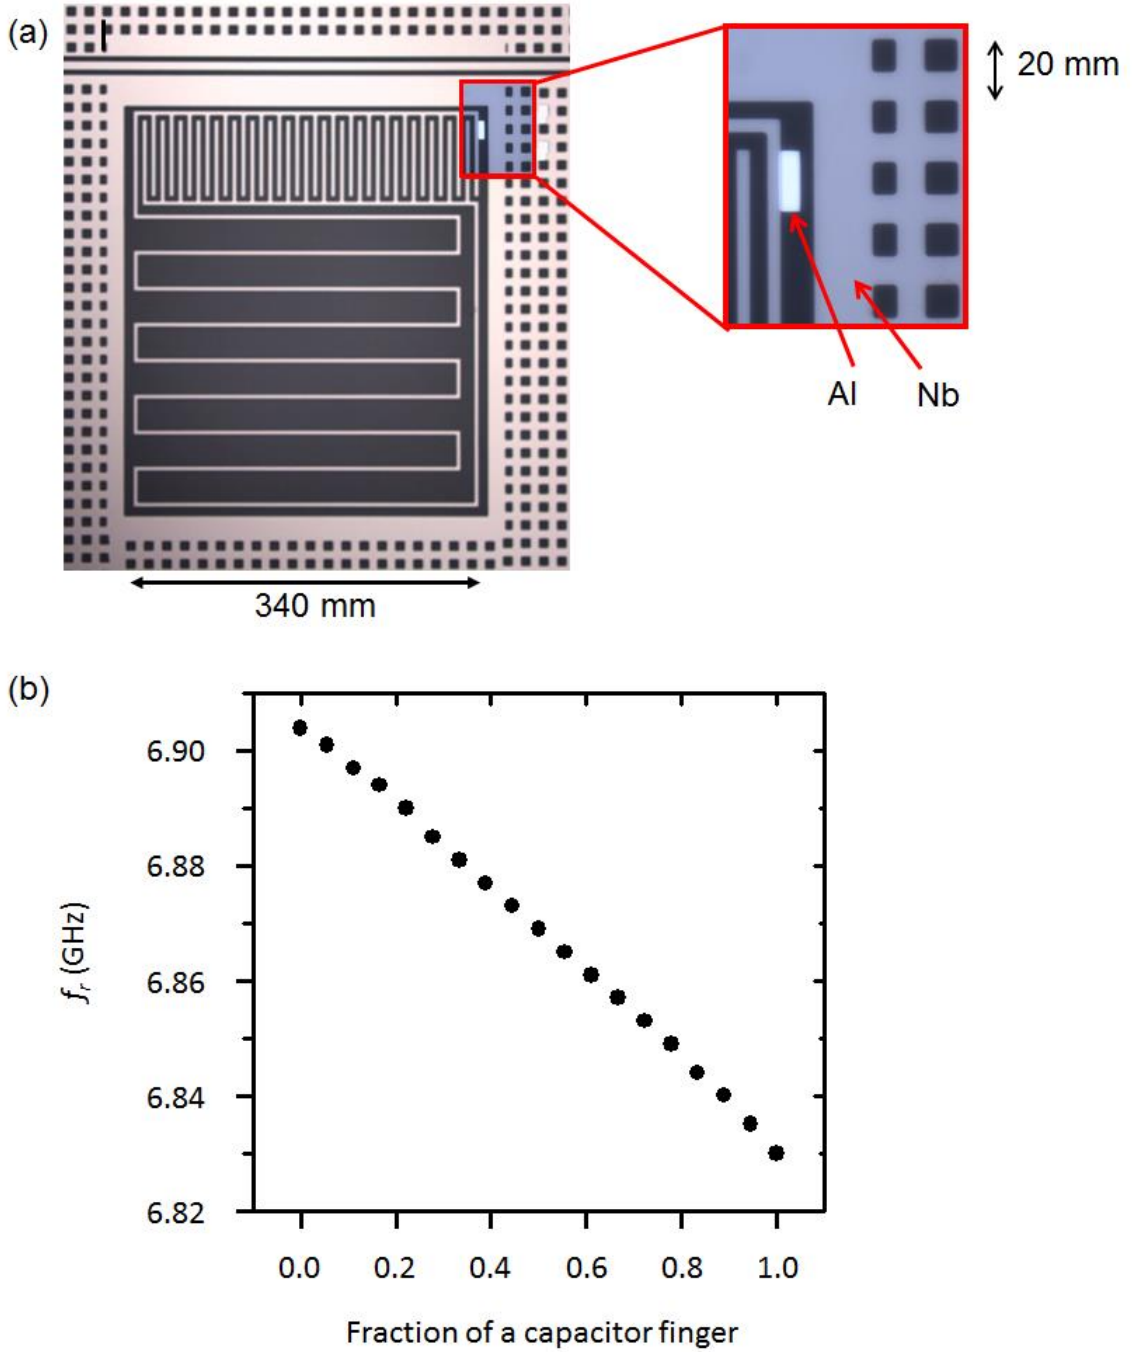 (a)
20 mm
Al
Nb
340 mm
(b)
6.90
6.88
6.86
6.84
6.82
fr (GHz)
0.0 0.2 0.4 0.6 0.8 1.0
Fraction of a capacitor finger